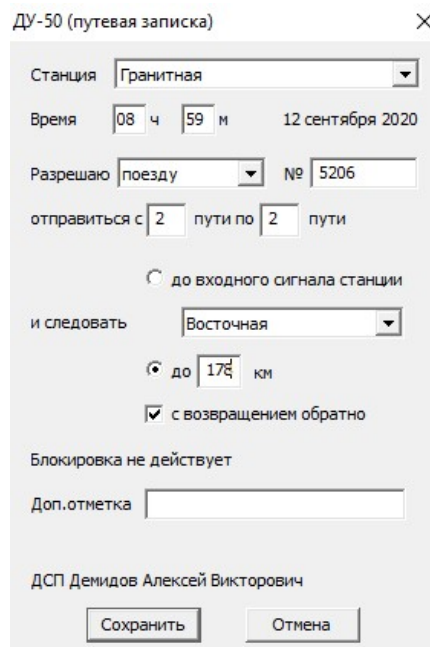 ДУ-50 (путевая записка)
Станция Гранитная
Время 08 ч 59 м 12 сентября 2020
Разрешаю поезду № 5206
отправиться с 2 пути по 2 пути
до входного сигнала станции
и следовать Восточная
до 178 км
с возвращением обратно
Блокировка не действует
Доп.отметка
ДСП Демидов Алексей Викторович
Сохранить Отмена